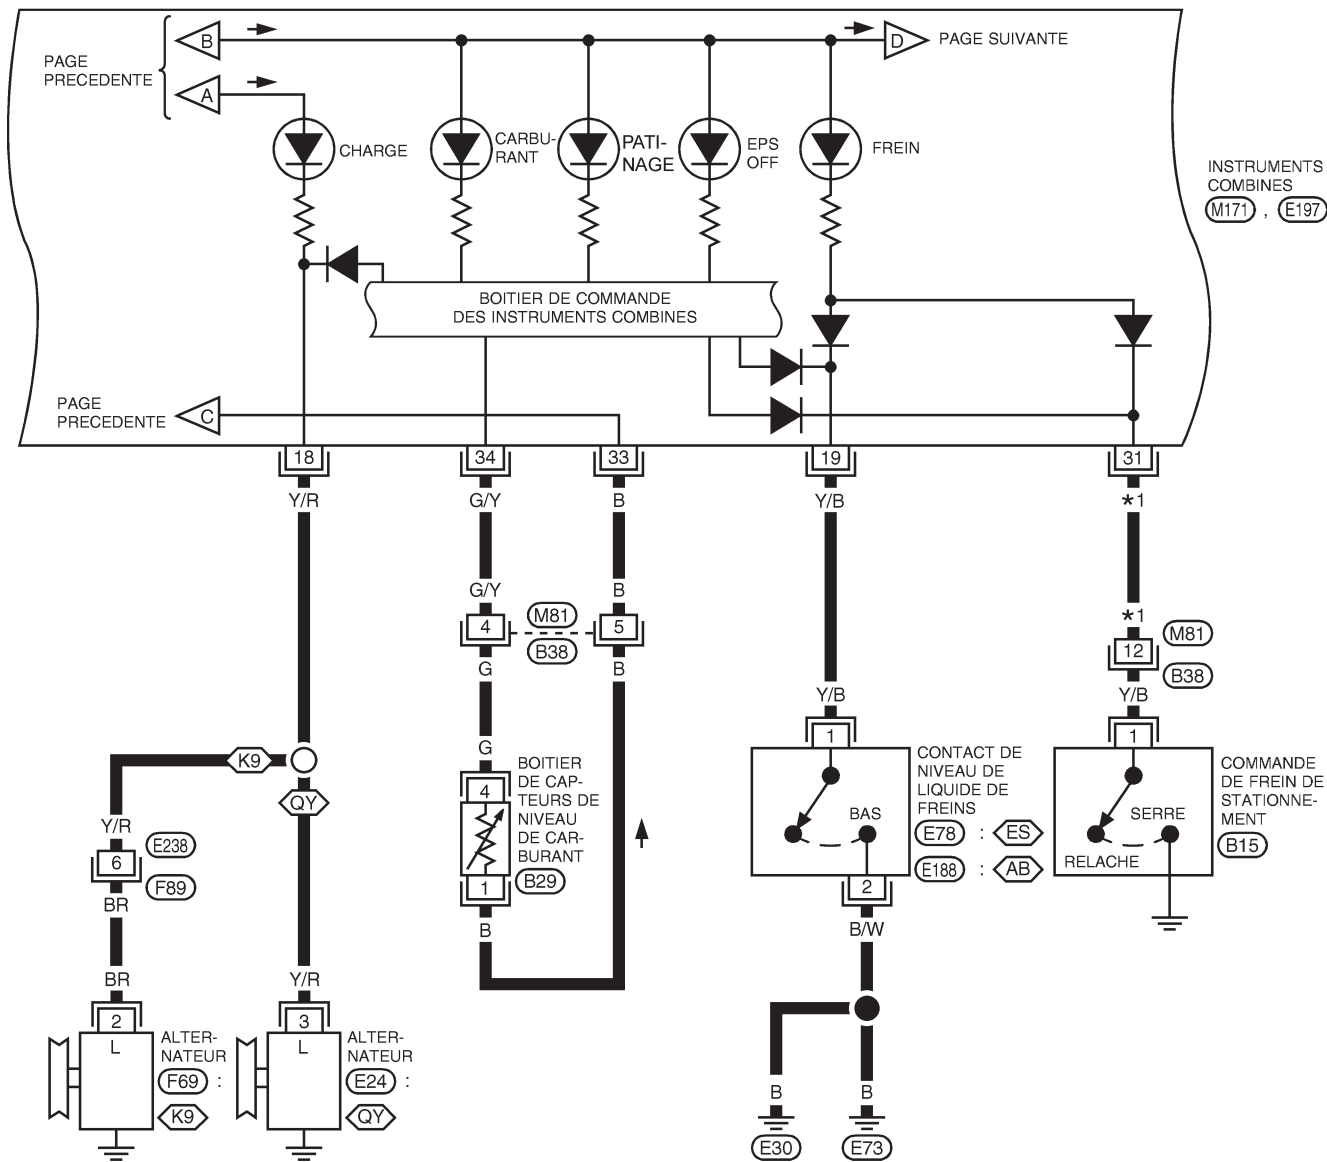 B
D
PAGE SUIVANTE
PAGE
PRECEDENTE
A
CHARGE
CARBU-
RANT
PATI-
NAGE
EPS
OFF
FREIN
INSTRUMENTS
COMBINES
M171 , E197
BOITIER DE COMMANDE
DES INSTRUMENTS COMBINES
PAGE
PRECEDENTE
C
18
34
33
19
31
Y/R
G/Y
B
Y/B
*1
G/Y
B
*1
4
M81
B38
5
12
M81
B38
G
B
Y/B
Y/B
1
1
K9
QY
G
4
1
B
BOITIER
DE CAP-
TEURS DE
NIVEAU
DE CAR-
BURANT
B29
BAS
CONTACT DE
NIVEAU DE
LIQUIDE DE
FREINS
E78 : ES
E188 : AB
SERRE
RELACHE
COMMANDE
DE FREIN DE
STATIONNE-
MENT
B15
Y/R
6
E238
F89
BR
2
B/W
BR
Y/R
2
3
L
ALTER-
NATEUR
F69 :
K9
L
ALTER-
NATEUR
E24 :
QY
B
B
E30
E73